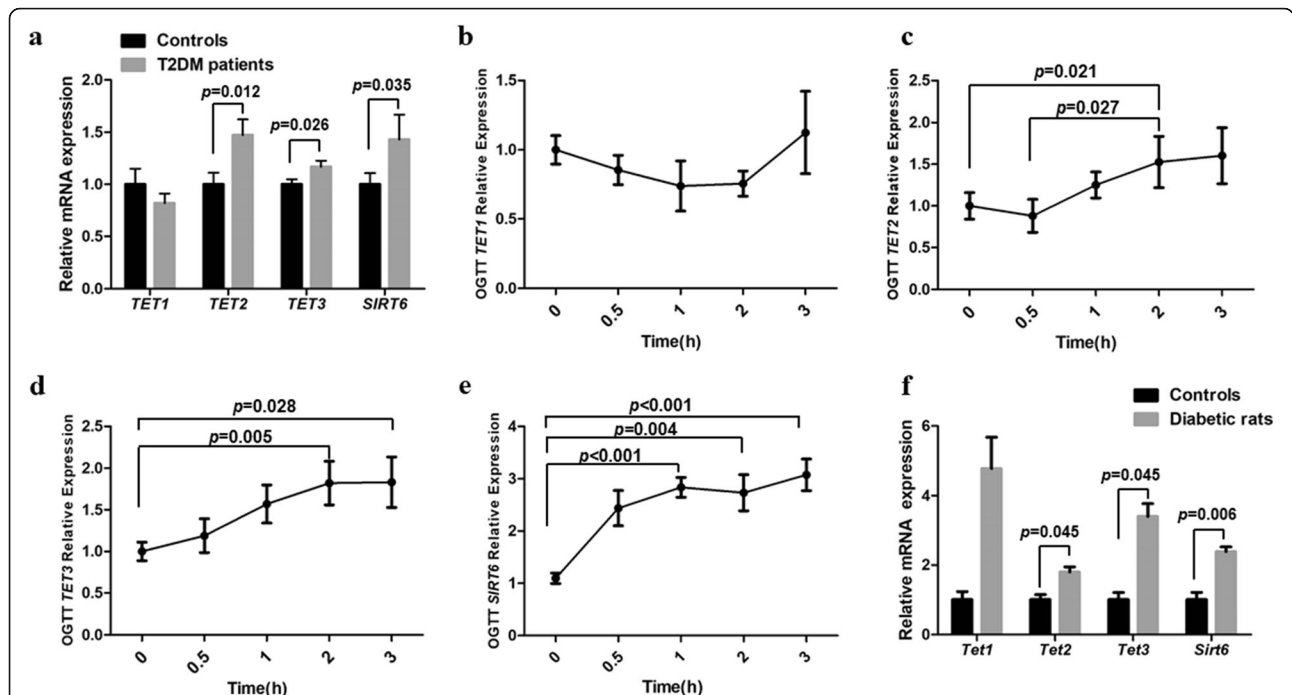 a
Controls
T2DM patients
Relative mRNA expression
2.0
1.5
1.0
0.5
0.0
p=0.012
p=0.026
p=0.035
TET1 TET2 TET3 SIRT6
b
OGTT TET1 Relative Expression
1.5
1.0
0.5
0.0
0 0.5 1 2 3
Time(h)
c
OGTT TET2 Relative Expression
2.5
2.0
1.5
1.0
0.5
0.0
p=0.021
p=0.027
0 0.5 1 2 3
Time(h)
d
OGTT TET3 Relative Expression
2.5
2.0
1.5
1.0
0.5
0.0
p=0.028
p=0.005
0 0.5 1 2 3
Time(h)
e
OGTT SIRT6 Relative Expression
4
3
2
1
0
p<0.001
p=0.004
p<0.001
0 0.5 1 2 3
Time(h)
f
Controls
Diabetic rats
Relative mRNA expression
6
4
2
0
p=0.045
p=0.045
p=0.006
Tet1 Tet2 Tet3 Sirt6